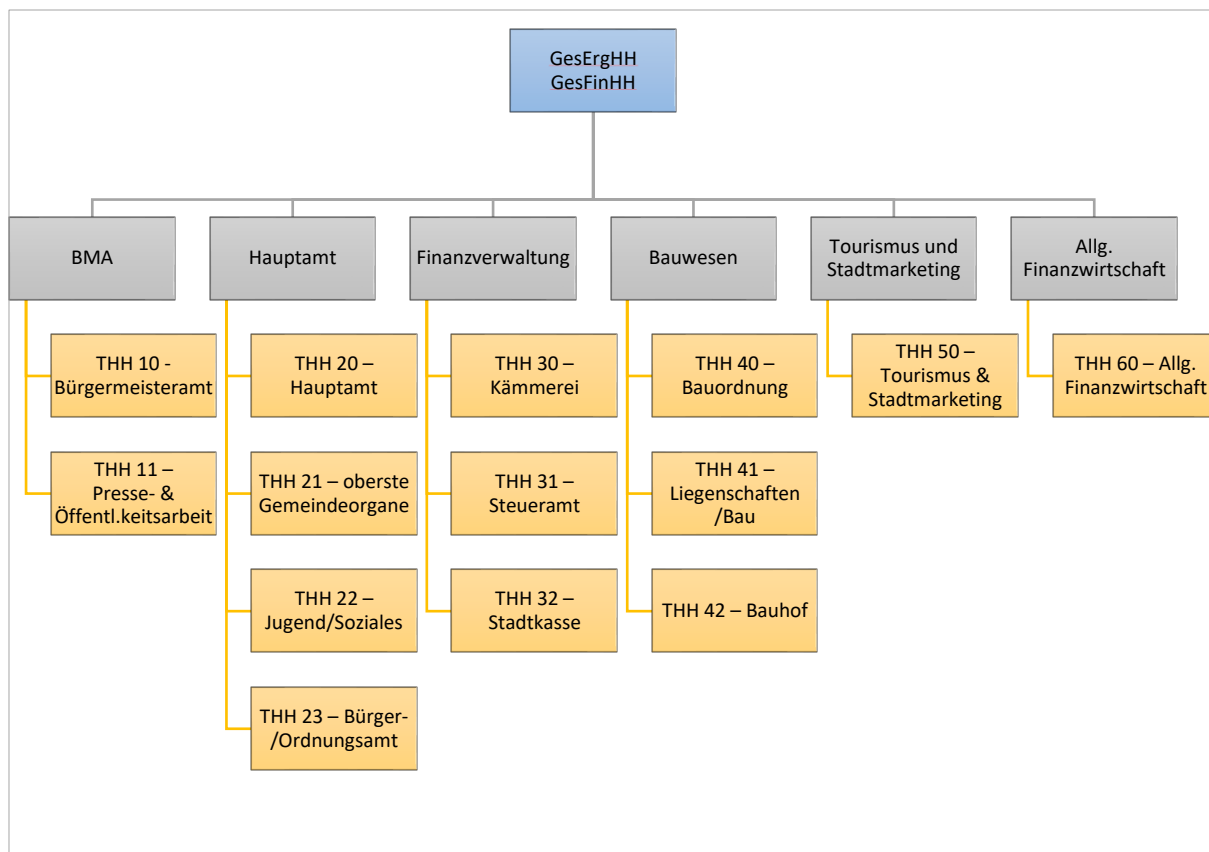 GesErgHH
GesFinHH
BMA
Hauptamt
Finanzverwaltung
Bauwesen
Tourismus und
Stadtmarketing
Allg.
Finanzwirtschaft
THH 10 -
Bürgermeisteramt
THH 20 –
Hauptamt
THH 30 –
Kämmerei
THH 40 –
Bauordnung
THH 50 –
Tourismus &
Stadtmarketing
THH 60 – Allg.
Finanzwirtschaft
THH 11 –
Presse- &
Öffentl.keitsarbeit
THH 21 – oberste
Gemeindeorgane
THH 31 –
Steueramt
THH 41 –
Liegenschaften
/Bau
THH 22 –
Jugend/Soziales
THH 32 –
Stadtkasse
THH 42 – Bauhof
THH 23 – Bürger-
/Ordnungsamt